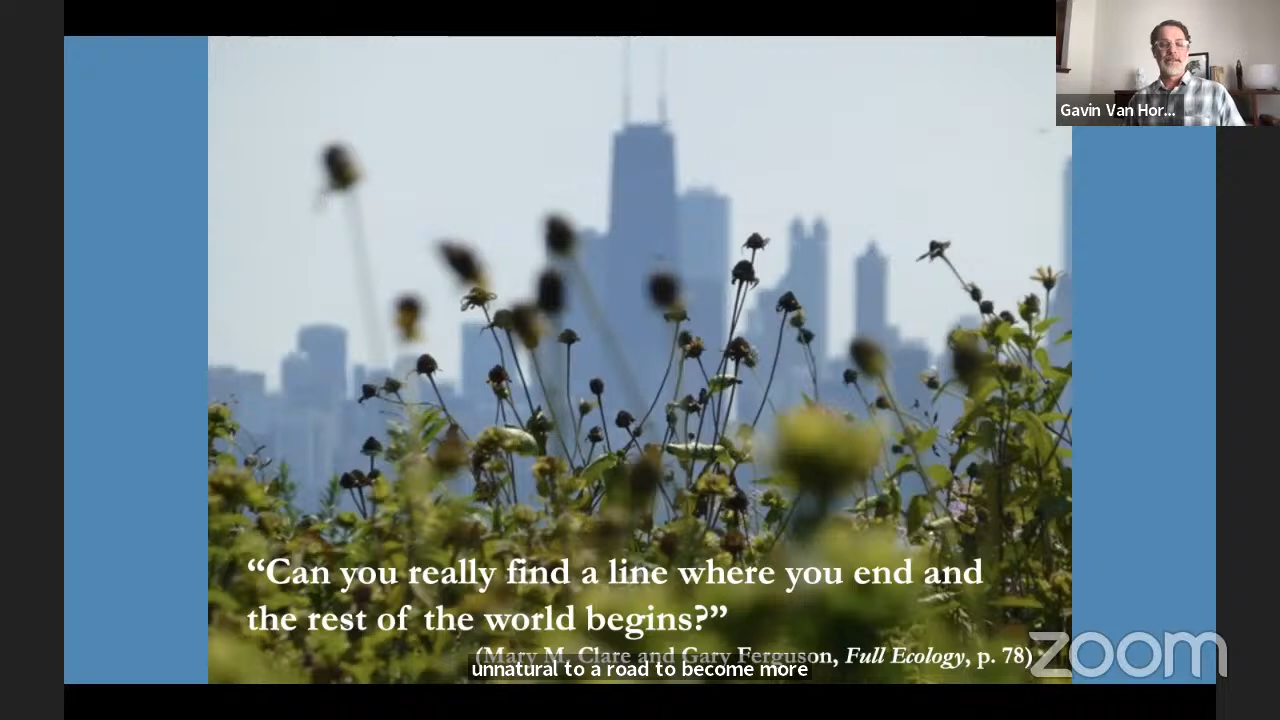 Gavin Van Hor...
“Can you really find a line where you end and
the rest of the world begins?”
(Mary M. Clare and Gary Ferguson, Full Ecology, p. 78)
unnatural to a road to become more
zoom